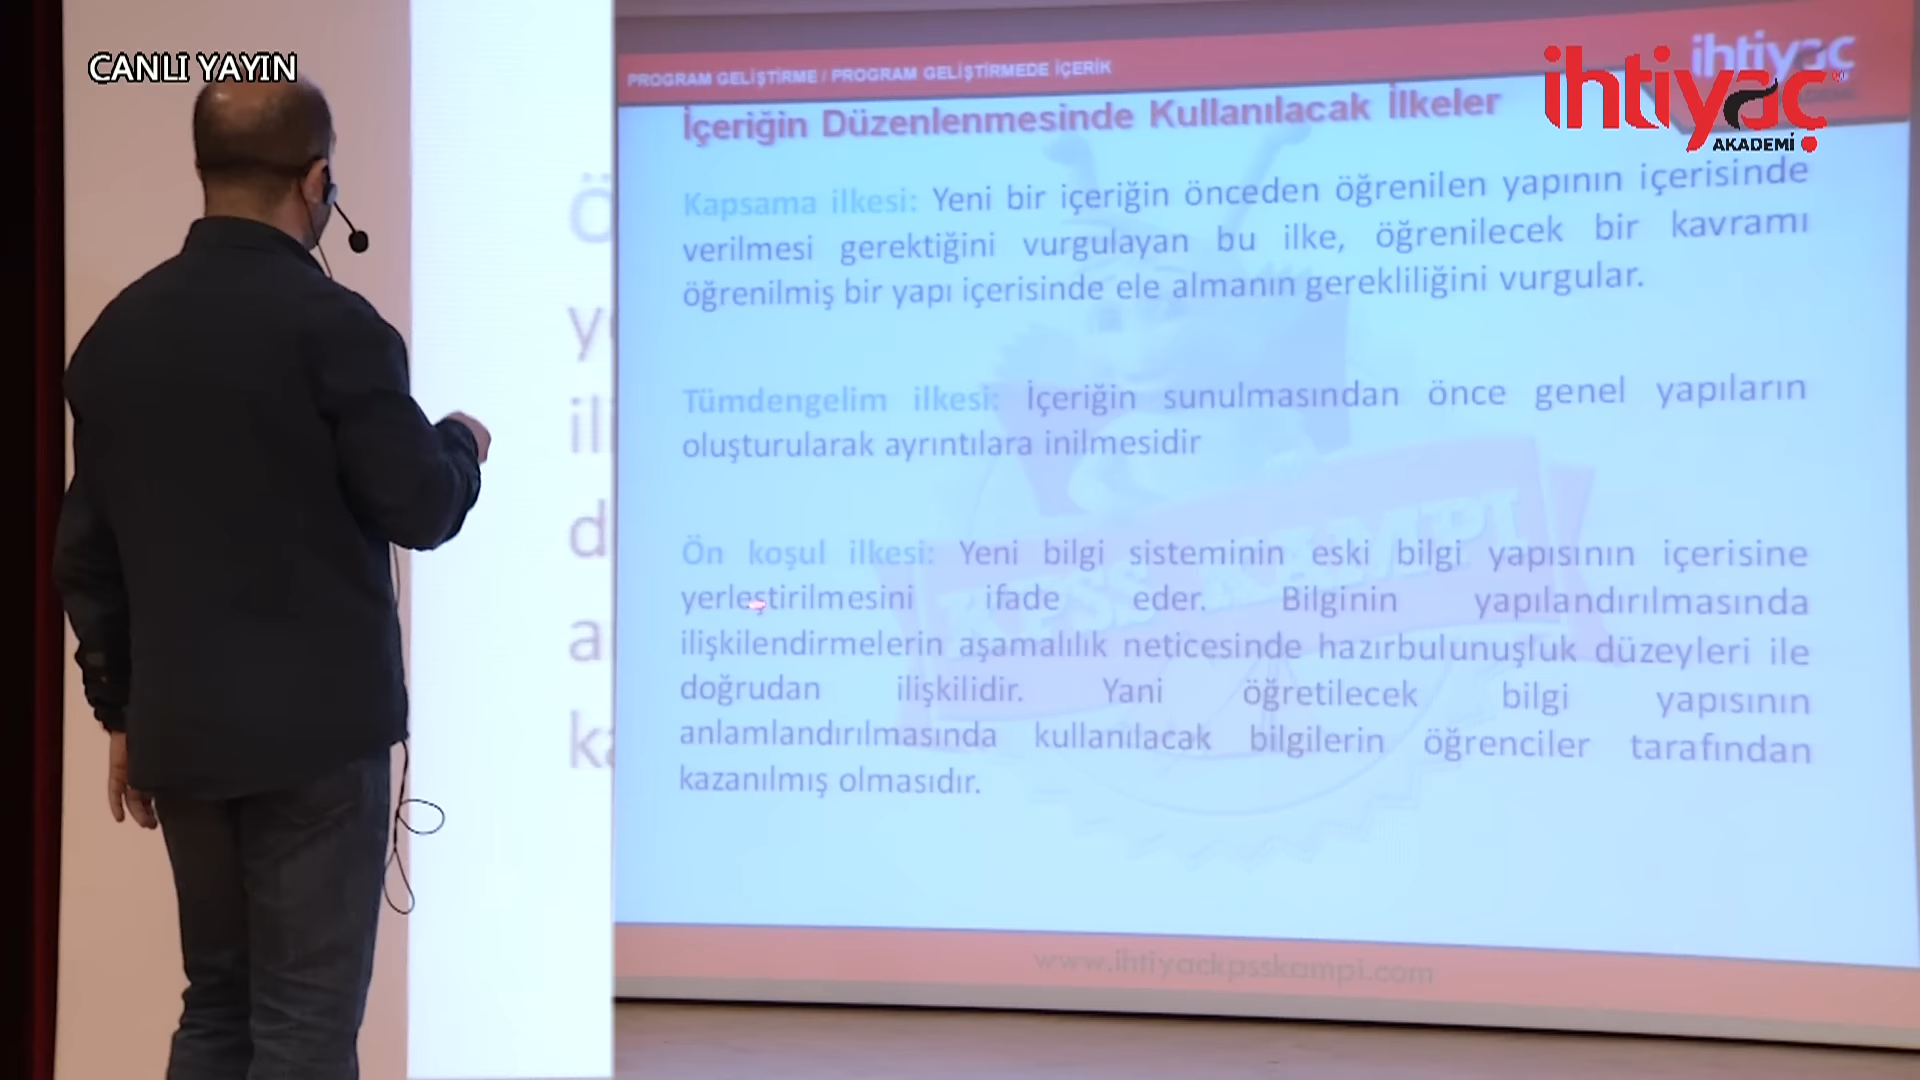 CANLI YAYIN
PROGRAM GELİŞTİRME / PROGRAM GELİŞTİRMEDE İÇERİK
ihtiyaç
ihtiyaç
AKADEMİ
İçeriğin Düzenlenmesinde Kullanılacak İlkeler
Kapsama ilkesi: Yeni bir içeriğin önceden öğrenilen yapının içerisinde
verilmesi gerektiğini vurgulayan bu ilke, öğrenilecek bir kavramı
öğrenilmiş bir yapı içerisinde ele almanın gerekliliğini vurgular.
Tümdengelim ilkesi: İçeriğin sunulmasından önce genel yapıların
oluşturularak ayrıntılara inilmesidir
Ön koşul ilkesi: Yeni bilgi sisteminin eski bilgi yapısının içerisine
yerleştirilmesini ifade eder. Bilginin yapılandırılmasında
ilişkilendirmelerin aşamalılık neticesinde hazırbulunuşluk düzeyleri ile
doğrudan ilişkilidir. Yani öğretilecek bilgi yapısının
anlamlandırılmasında kullanılacak bilgilerin öğrenciler tarafından
kazanılmış olmasıdır.
KPSS KAMPI
www.ihtiyackpsskampi.com